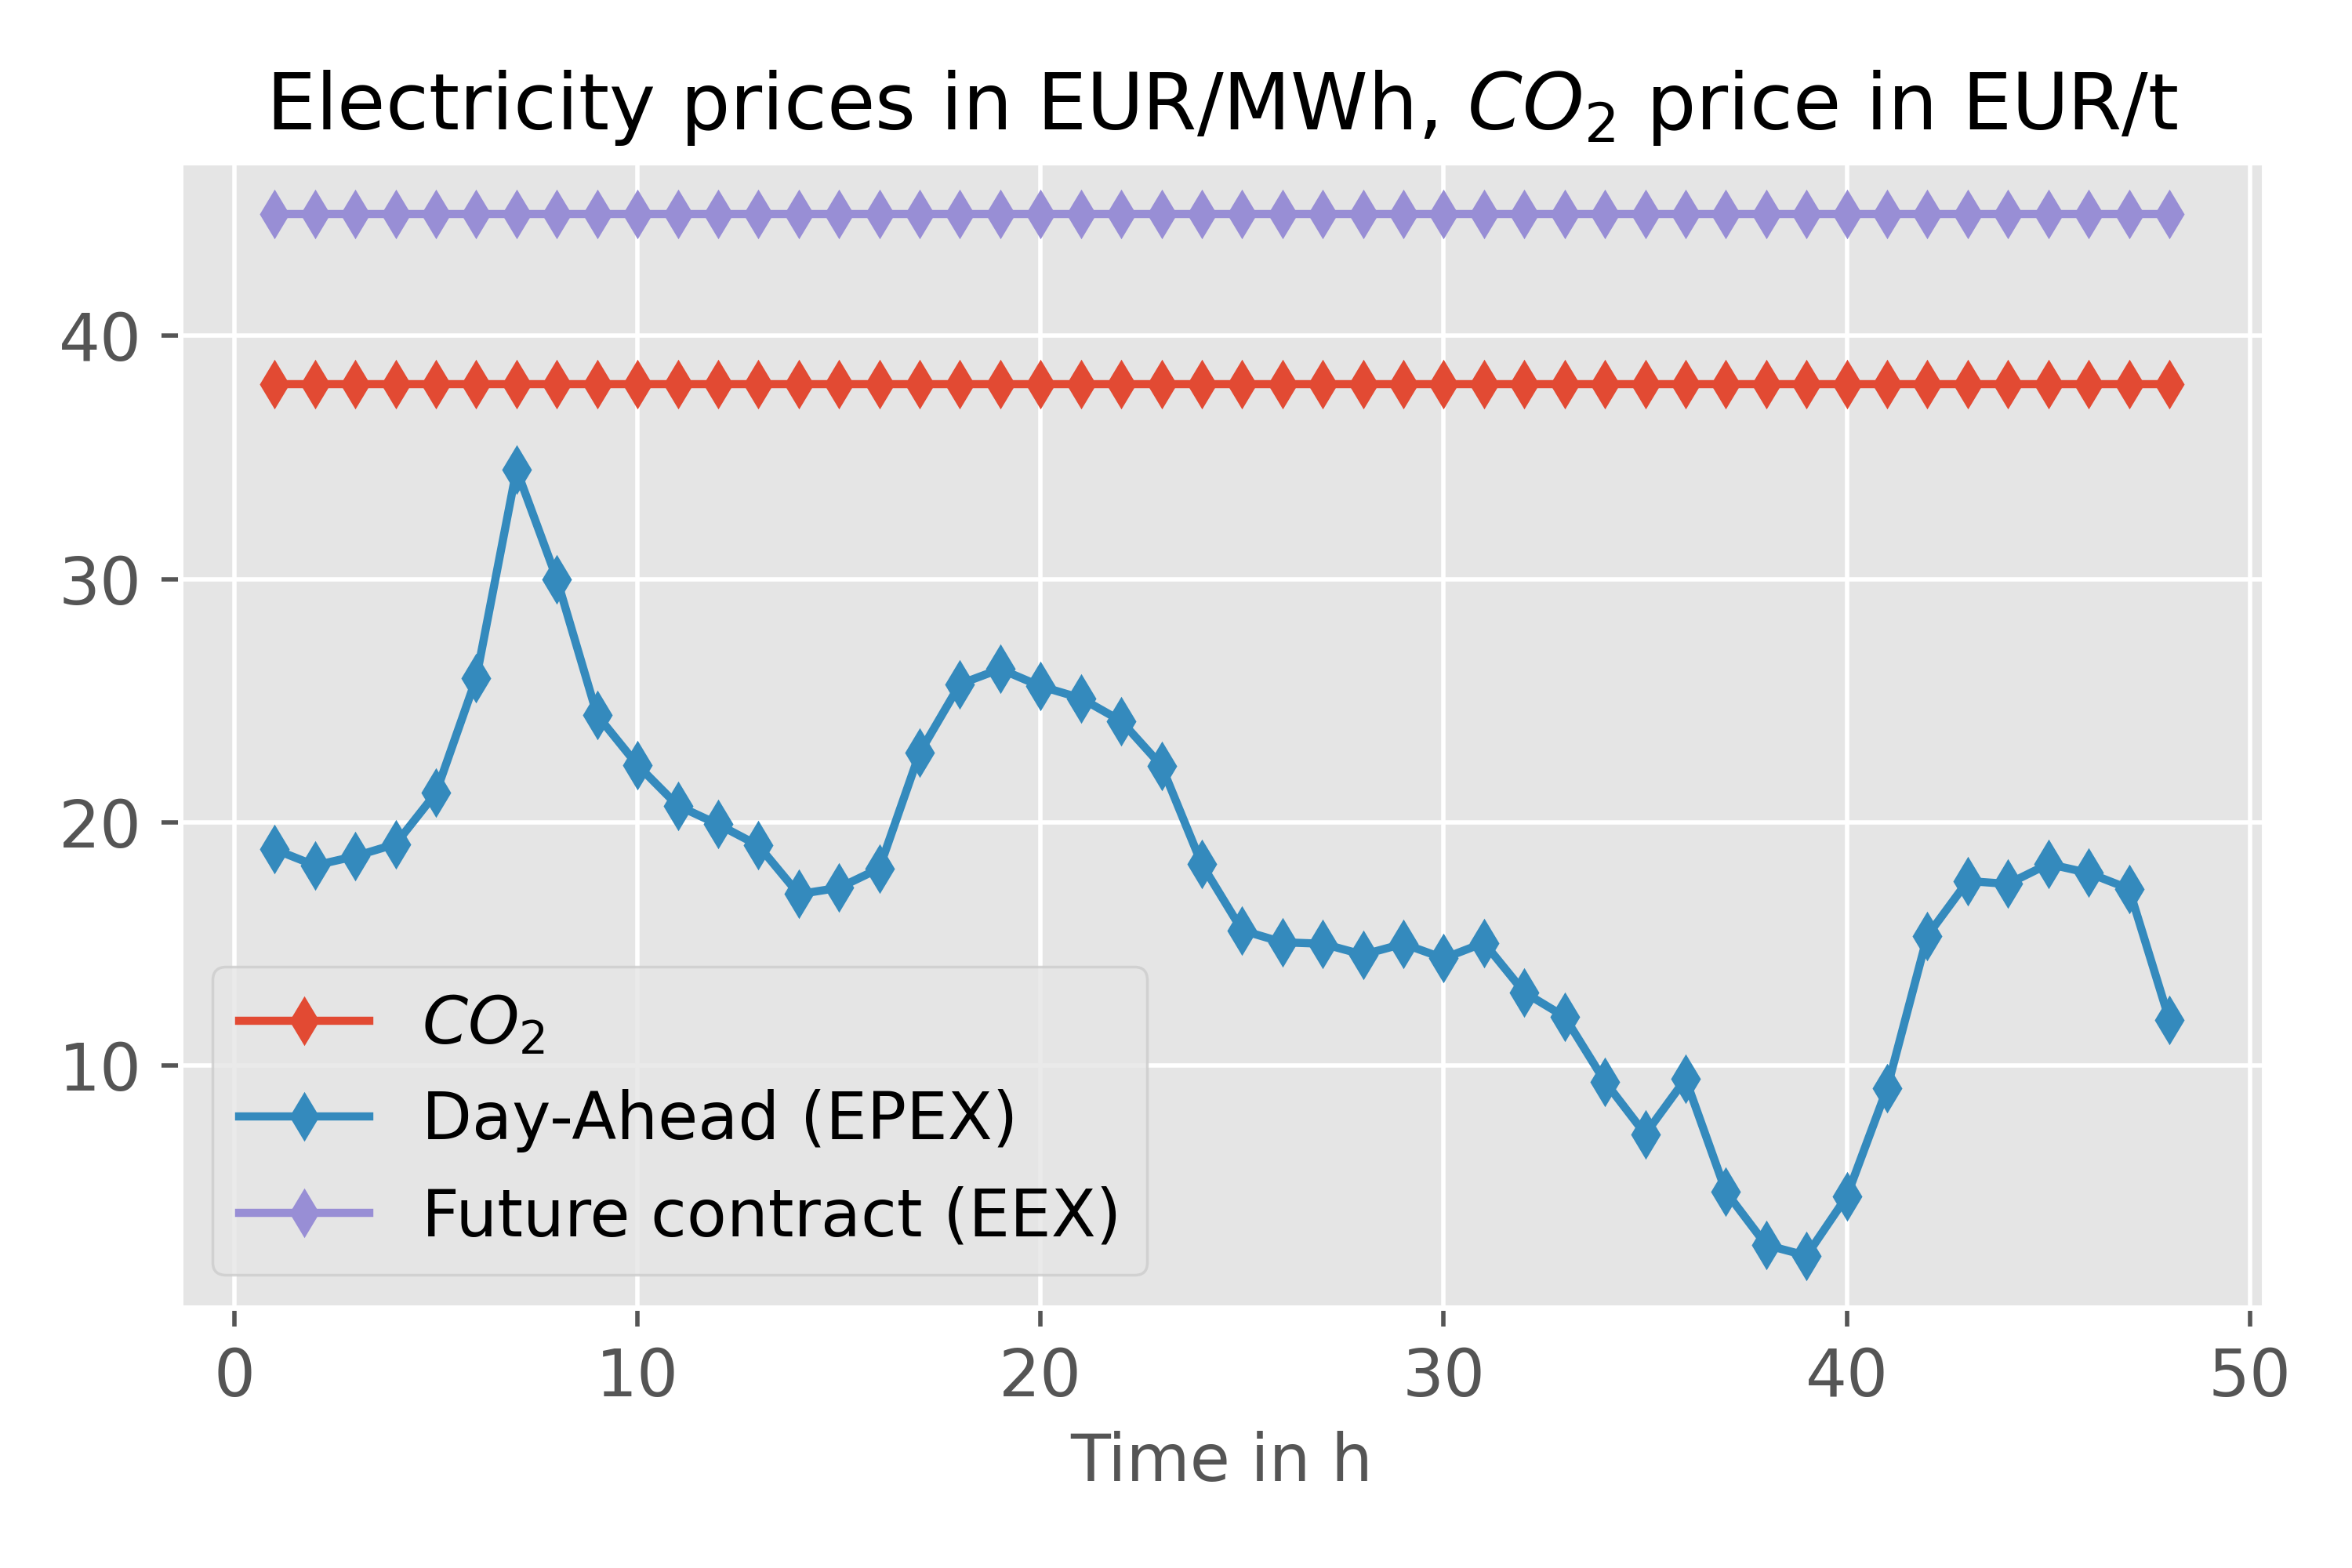 Electricity prices in EUR/MWh, CO₂ price in EUR/t
40
30
20
10
CO₂
Day-Ahead (EPEX)
Future contract (EEX)
0 10 20 30 40 50
Time in h